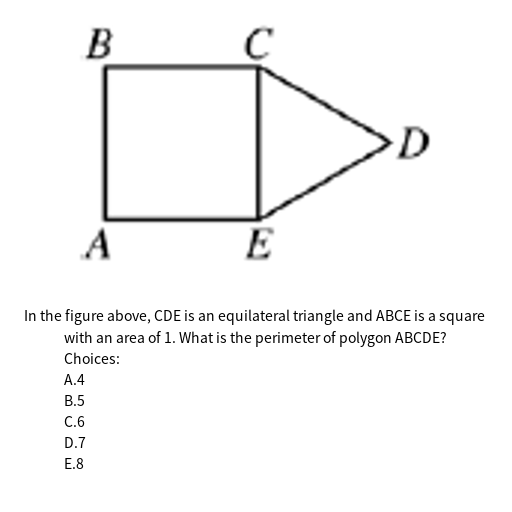 B C
D
A E
In the figure above, CDE is an equilateral triangle and ABCE is a square
with an area of 1. What is the perimeter of polygon ABCDE?
Choices:
A.4
B.5
C.6
D.7
E.8